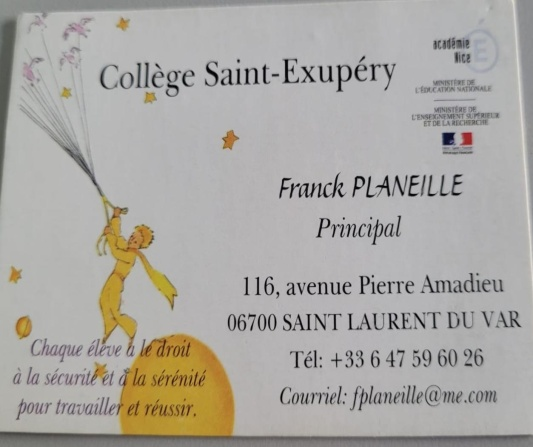 Collège Saint-Exupéry
académie
Nice
MINISTÈRE DE
L'ÉDUCATION NATIONALE
MINISTÈRE DE
L'ENSEIGNEMENT SUPÉRIEUR
ET DE LA RECHERCHE
Franck PLANEILLE
Principal
116, avenue Pierre Amadieu
06700 SAINT LAURENT DU VAR
Tél: +33 6 47 59 60 26
Courriel: fplaneille@me.com
Chaque élève à le droit
à la sécurité et à la sérénité
pour travailler et réussir.